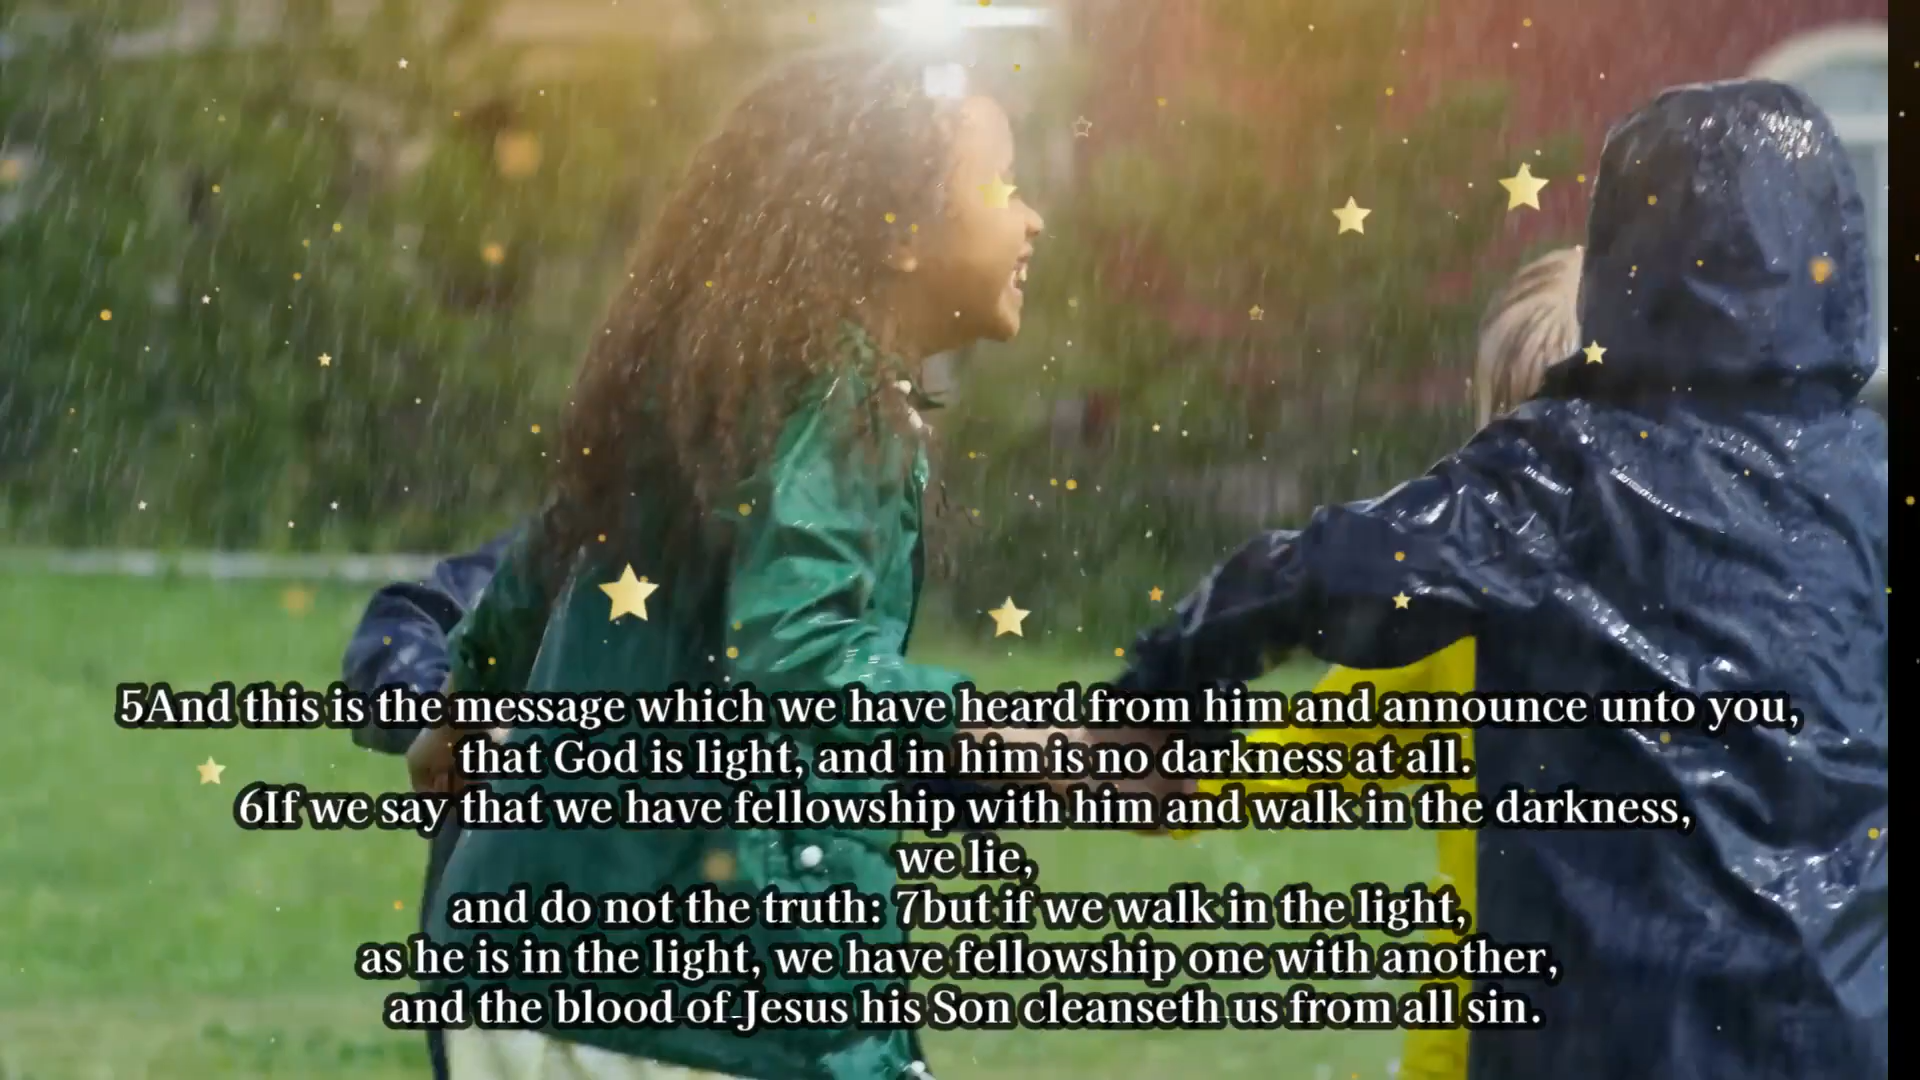 5And this is the message which we have heard from him and announce unto you,
that God is light, and in him is no darkness at all.
6If we say that we have fellowship with him and walk in the darkness,
we lie,
and do not the truth: 7but if we walk in the light,
as he is in the light, we have fellowship one with another,
and the blood of Jesus his Son cleanseth us from all sin.